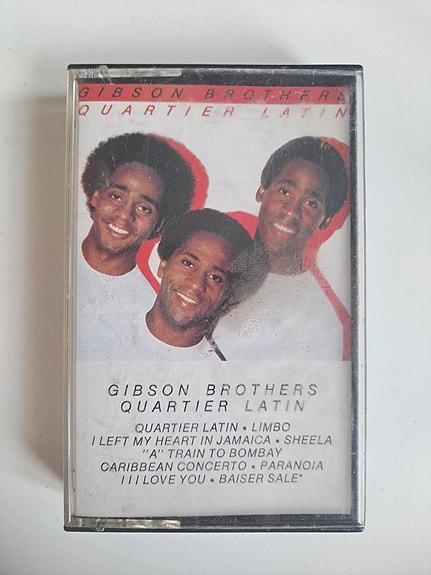 GIBSON BROTHERS
QUARTIER LATIN
GIBSON BROTHERS
QUARTIER LATIN
QUARTIER LATIN • LIMBO
I LEFT MY HEART IN JAMAICA • SHEELA
"A" TRAIN TO BOMBAY
CARIBBEAN CONCERTO • PARANOIA
I I I LOVE YOU • BAISER SALE*